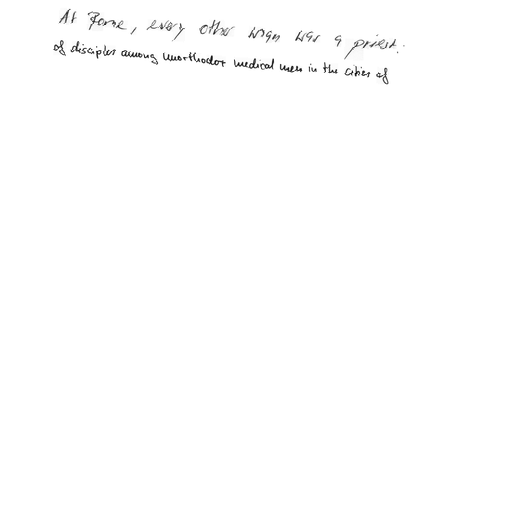 At Rome, every other man was a priest.
of disciples among unorthodox medical men in the cities of